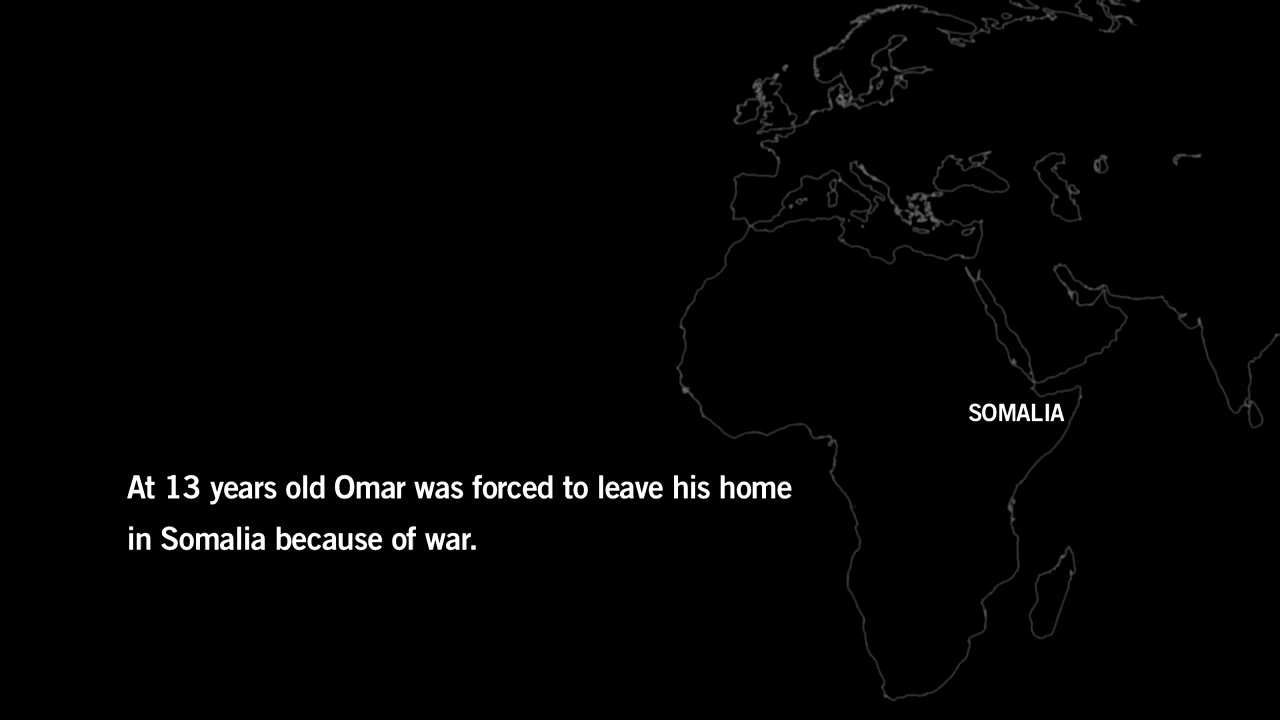 SOMALIA
At 13 years old Omar was forced to leave his home
in Somalia because of war.